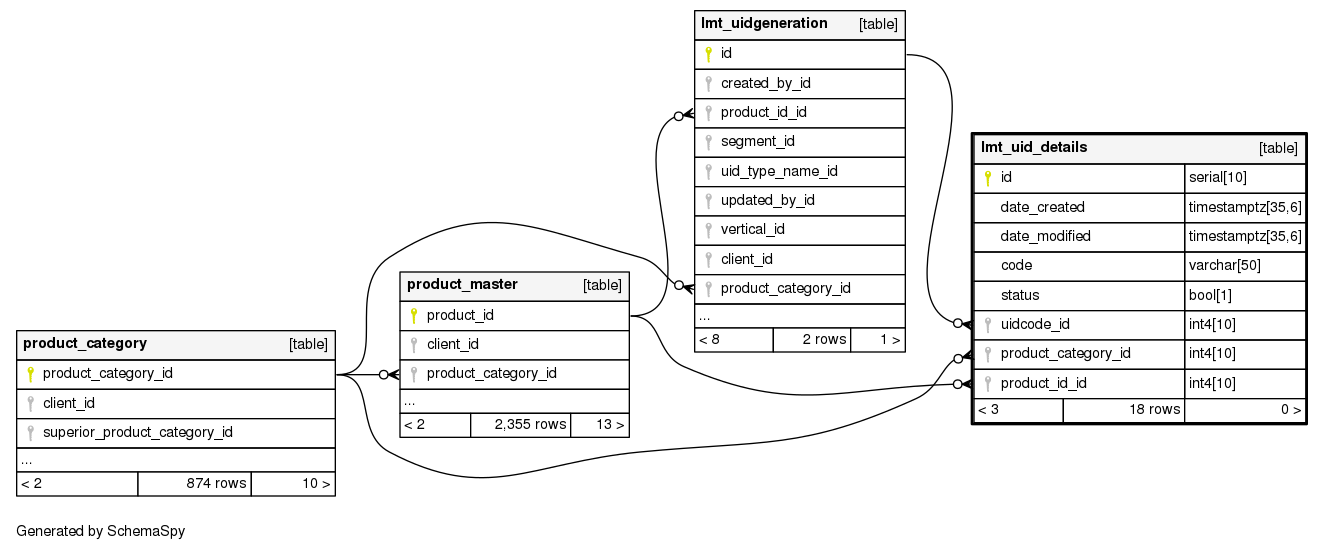 lmt_uidgeneration [table]
id
created_by_id
product_id_id
segment_id
uid_type_name_id
updated_by_id
vertical_id
client_id
product_category_id
...
< 8 2 rows 1 >
lmt_uid_details [table]
id serial[10]
date_created timestamptz[35,6]
date_modified timestamptz[35,6]
code varchar[50]
status bool[1]
uidcode_id int4[10]
product_category_id int4[10]
product_id_id int4[10]
< 3 18 rows 0 >
product_master [table]
product_id
client_id
product_category_id
...
< 2 2,355 rows 13 >
product_category [table]
product_category_id
client_id
superior_product_category_id
...
< 2 874 rows 10 >
Generated by SchemaSpy